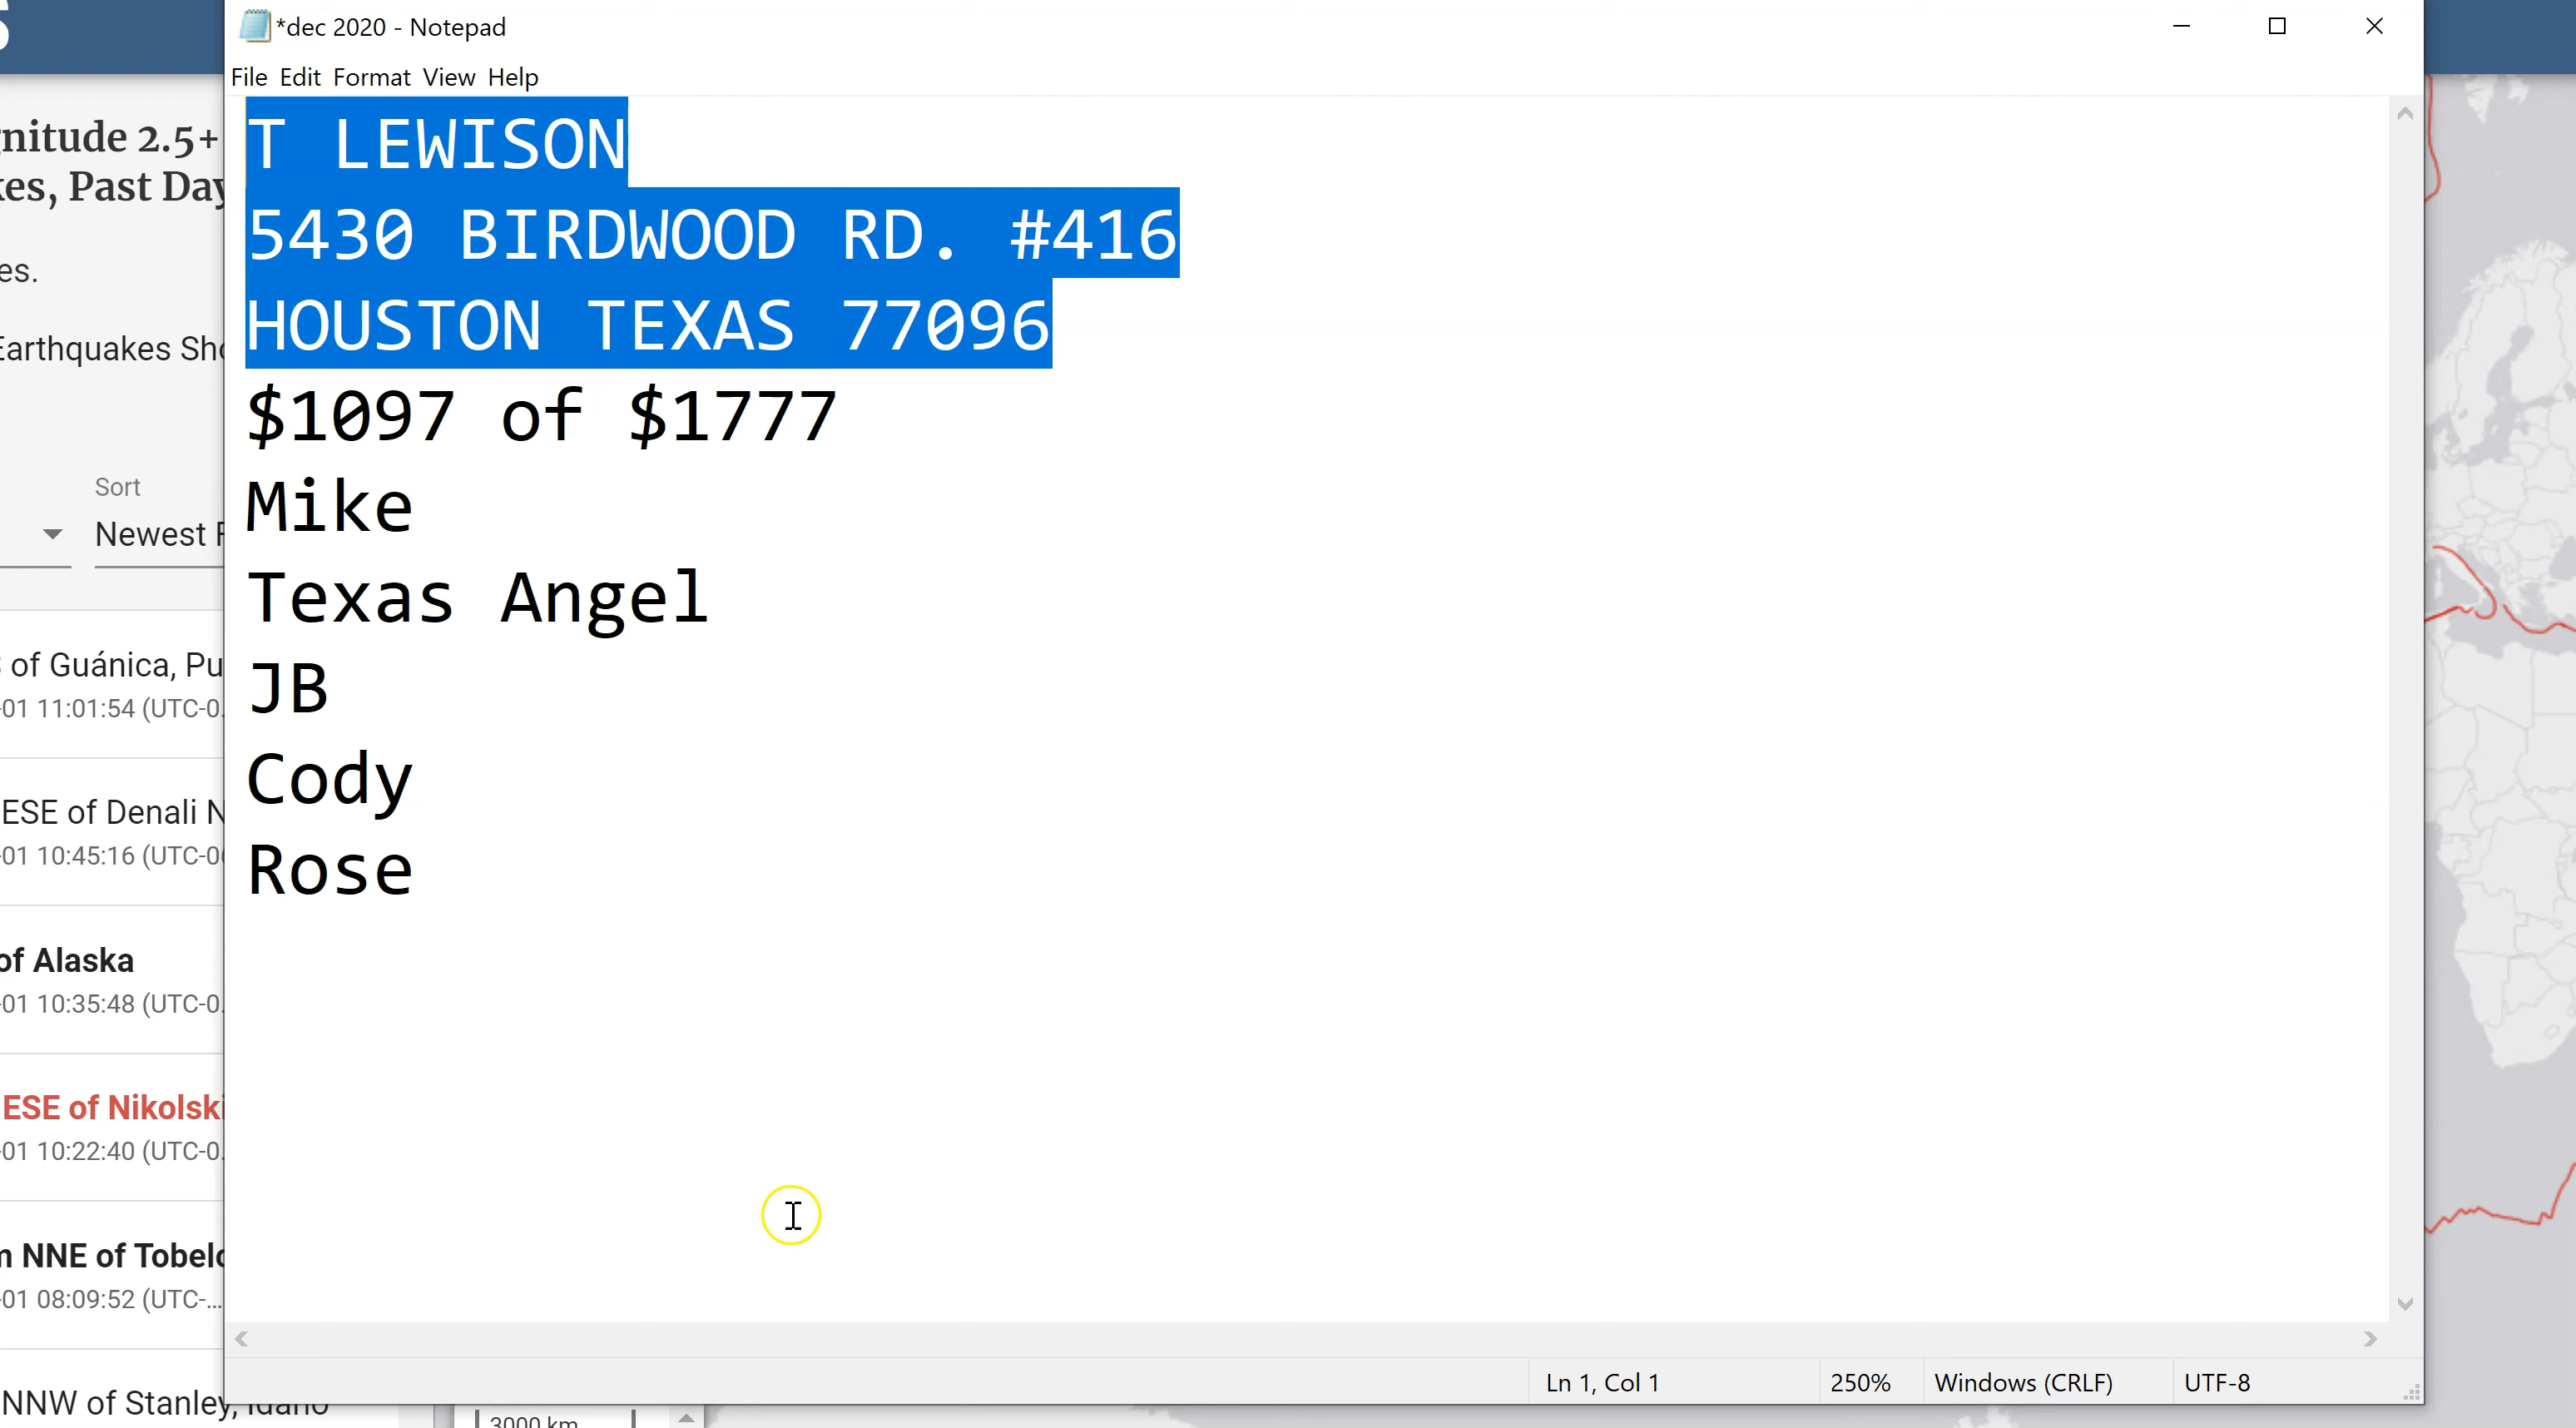 *dec 2020 - Notepad
File Edit Format View Help
T LEWISON
5430 BIRDWOOD RD. #416
HOUSTON TEXAS 77096
$1097 of $1777
Mike
Texas Angel
JB
Cody
Rose
Ln 1, Col 1
250%
Windows (CRLF)
UTF-8
nitude 2.5+
es, Past Day
es.
Earthquakes Sho
Sort
Newest F
of Guánica, Pu
-01 11:01:54 (UTC-0.
ESE of Denali N
-01 10:45:16 (UTC-06
of Alaska
-01 10:35:48 (UTC-0.
ESE of Nikolski
-01 10:22:40 (UTC-0.
NNE of Tobelo
-01 08:09:52 (UTC-...
NNW of Stanley, Idaho
3000 km